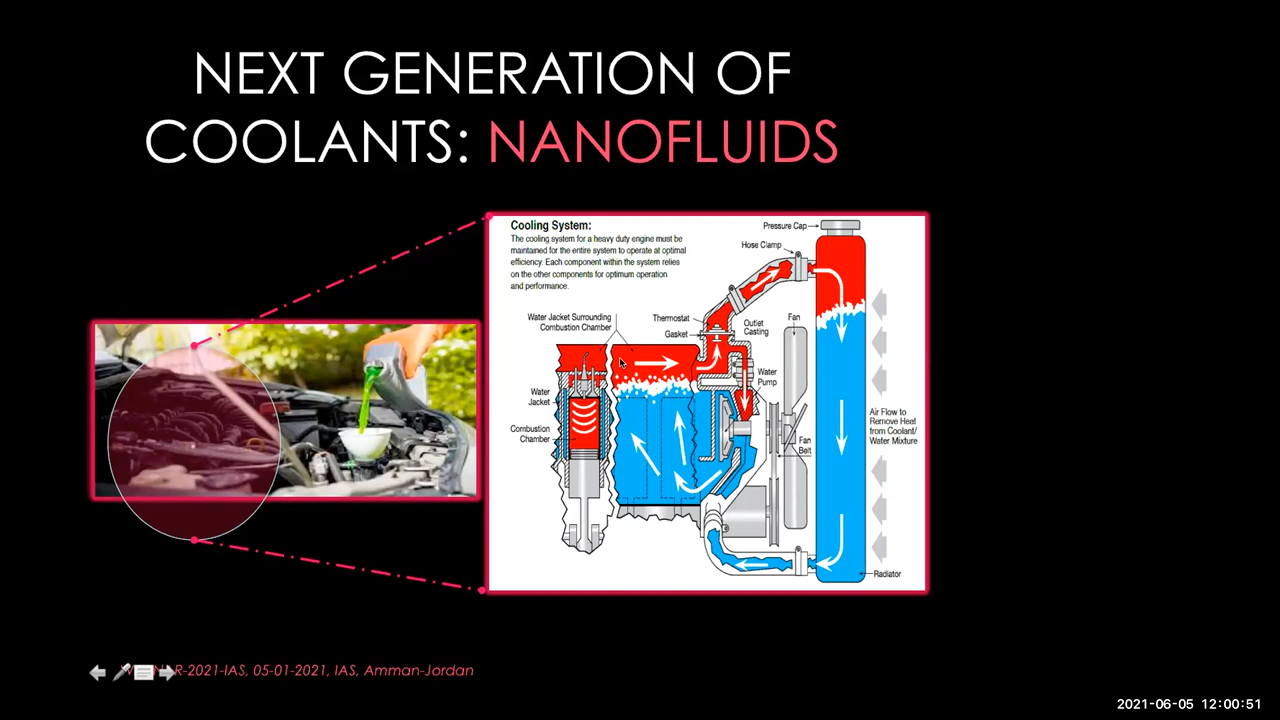 NEXT GENERATION OF
COOLANTS: NANOFLUIDS
Cooling System:
The cooling system for a heavy duty engine must be
maintained for the entire system to operate at optimal
efficiency. Each component within the system relies
on the other components for optimum operation
and performance.
Pressure Cap
Hose Clamp
Water Jacket Surrounding
Combustion Chamber
Thermostat
Gasket
Outlet
Casting
Fan
Water
Pump
Water
Jacket
Combustion
Chamber
Fan
Belt
Air Flow to
Remove Heat
from Coolant/
Water Mixture
Radiator
R-2021-IAS, 05-01-2021, IAS, Amman-Jordan
2021-06-05 12:00:51